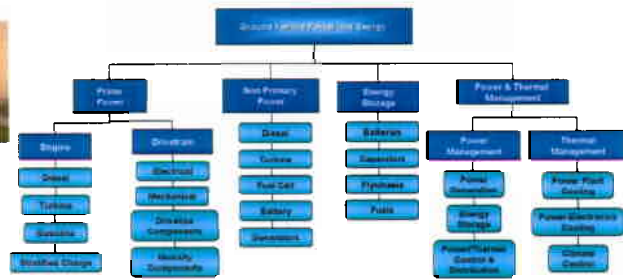 Ground Vehicle Power and Energy
Prime
Power
Non-Primary
Power
Energy
Storage
Power & Thermal
Management
Engine
Drivetrain
Diesel
Turbine
Gasoline
Stratified Charge
Electrical
Mechanical
Driveline
Components
Mobility
Components
Diesel
Turbine
Fuel Cell
Battery
Generators
Batteries
Capacitors
Flywheels
Fuels
Power
Management
Thermal
Management
Power
Generation
Energy
Storage
Power/Thermal
Control &
Distribution
Power Plant
Cooling
Power Electronics
Cooling
Climate
Control